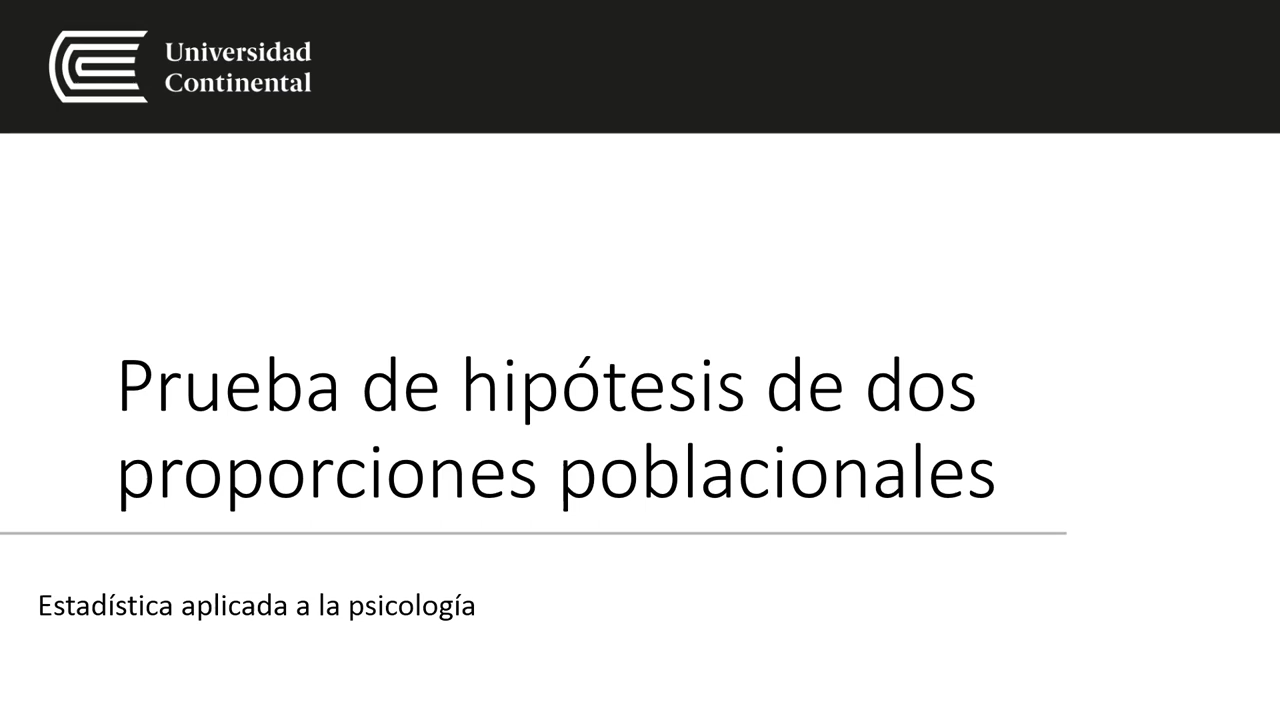 Universidad
Continental
Prueba de hipótesis de dos
proporciones poblacionales
Estadística aplicada a la psicología